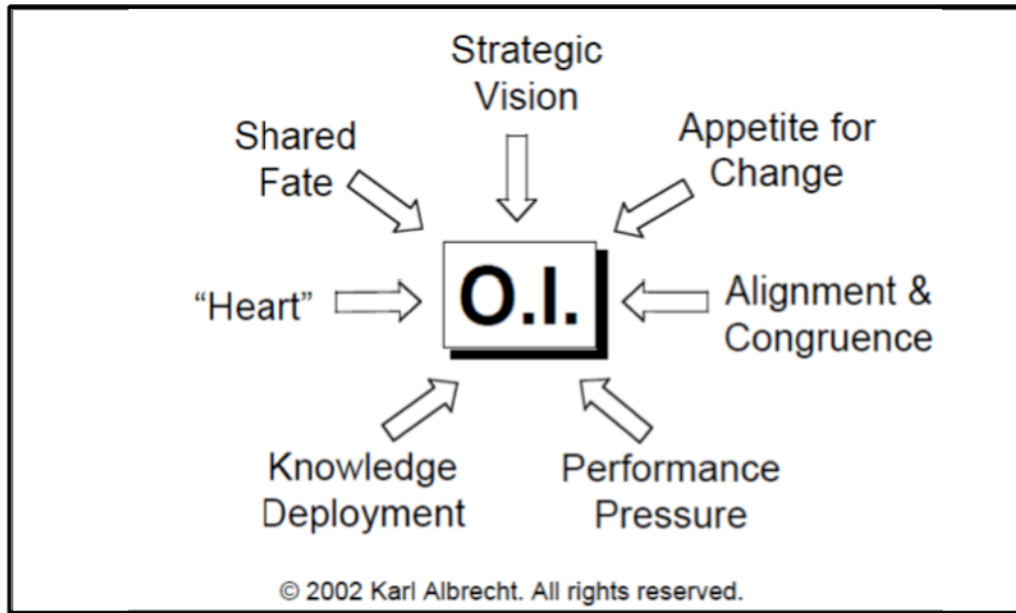 Strategic
Vision
Appetite for
Change
Shared
Fate
O.I.
“Heart”
Alignment &
Congruence
Knowledge
Deployment
Performance
Pressure
© 2002 Karl Albrecht. All rights reserved.